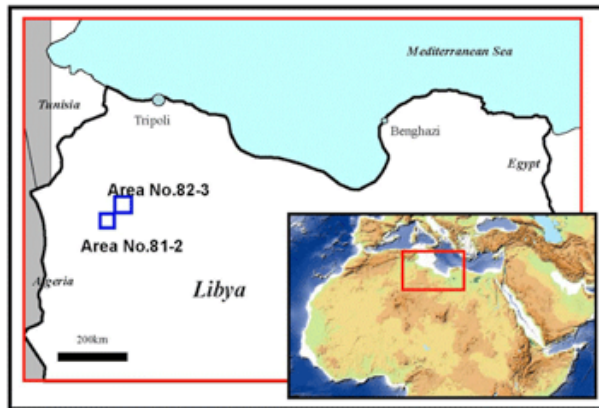 Mediterranean Sea
Tunisia
Tripoli
Benghazi
Egypt
Area No.82-3
Area No.81-2
Algeria
Libya
200km